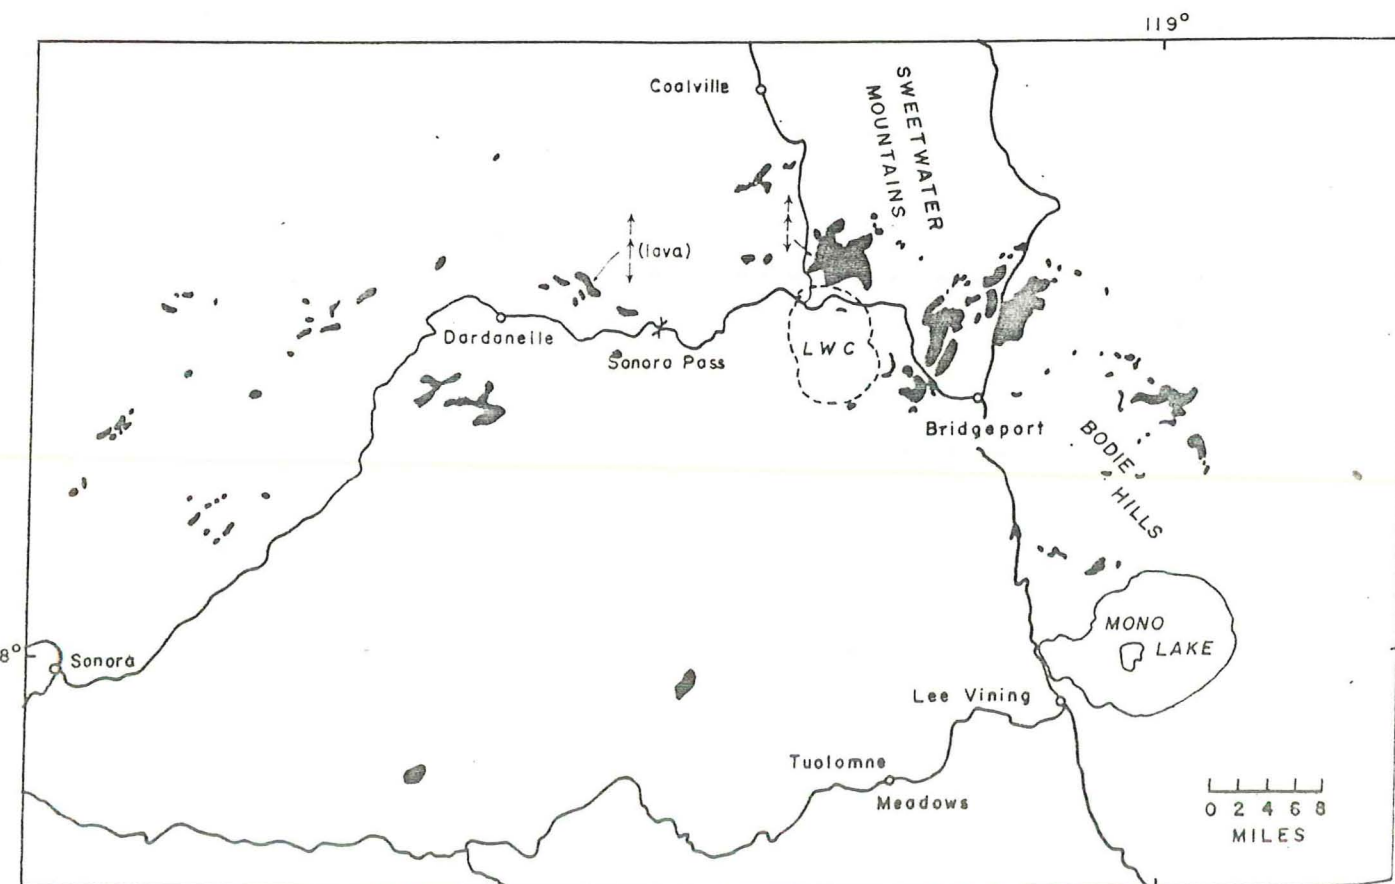 119°
Coalville
SWEETWATER
MOUNTAINS
(lava)
Dardanelle
Sonora Pass
LWC
Bridgeport
BODIE
HILLS
8°
Sonora
MONO
LAKE
Lee Vining
Tuolomne
Meadows
0 2 4 6 8
MILES